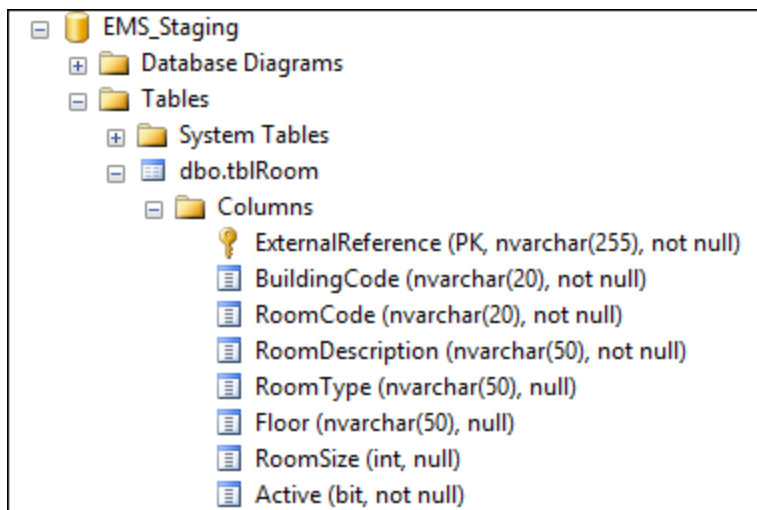 EMS_Staging
Database Diagrams
Tables
System Tables
dbo.tblRoom
Columns
ExternalReference (PK, nvarchar(255), not null)
BuildingCode (nvarchar(20), not null)
RoomCode (nvarchar(20), not null)
RoomDescription (nvarchar(50), not null)
RoomType (nvarchar(50), null)
Floor (nvarchar(50), null)
RoomSize (int, null)
Active (bit, not null)